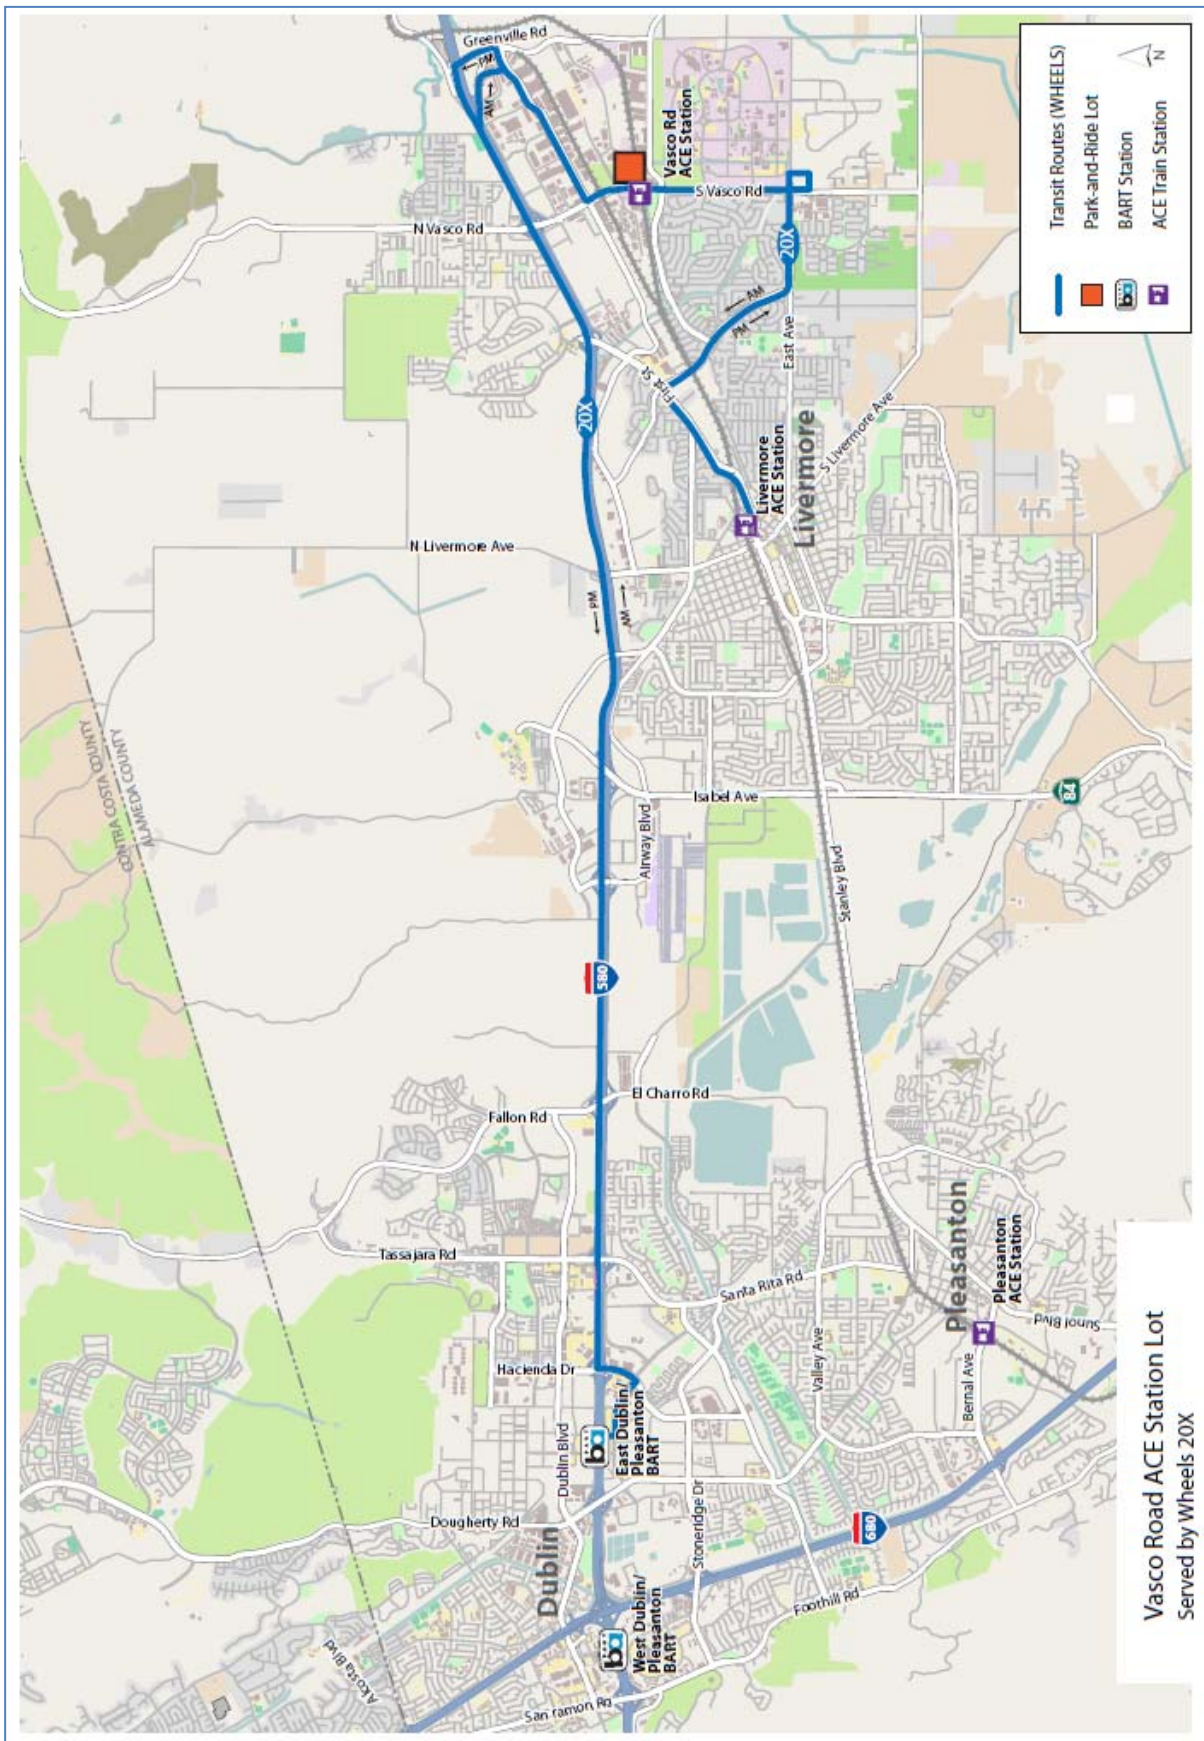 Transit Routes (WHEELS)
Park-and-Ride Lot
BART Station
ACE Train Station
N
CONTRA COSTA COUNTY
ALAMEDA COUNTY
Greenville Rd
PM
AM
N Vasco Rd
Vasco Rd
ACE Station
S Vasco Rd
20X
20X
AM
PM
East Ave
First St
Livermore
ACE Station
Livermore
S Livermore Ave
N Livermore Ave
PM
AM
Isabel Ave
84
Airway Blvd
Stanley Blvd
580
El Charro Rd
Fallon Rd
Tassajara Rd
Santa Rita Rd
Pleasanton
Pleasanton
ACE Station
Sunol Blvd
Bernal Ave
Valley Ave
Hacienda Dr
Dublin Blvd
ba
East Dublin/
Pleasanton
BART
Stoneridge Dr
Dougherty Rd
Dublin
680
Foothill Rd
ba
West Dublin/
Pleasanton
BART
San ramon Rd
Alcosta Blvd
Vasco Road ACE Station Lot
Served by Wheels 20X